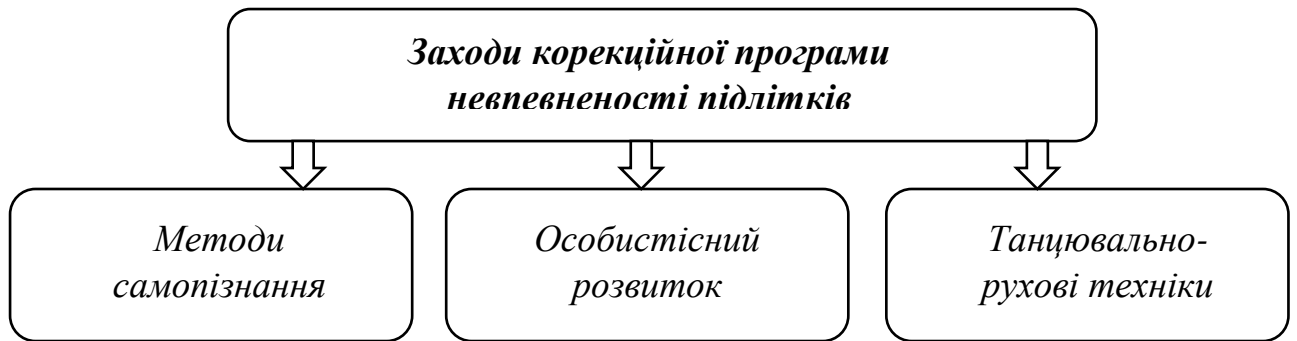 Заходи корекційної програми
невпевненості підлітків
Методи
самопізнання
Особистісний
розвиток
Танцювально-
рухові техніки